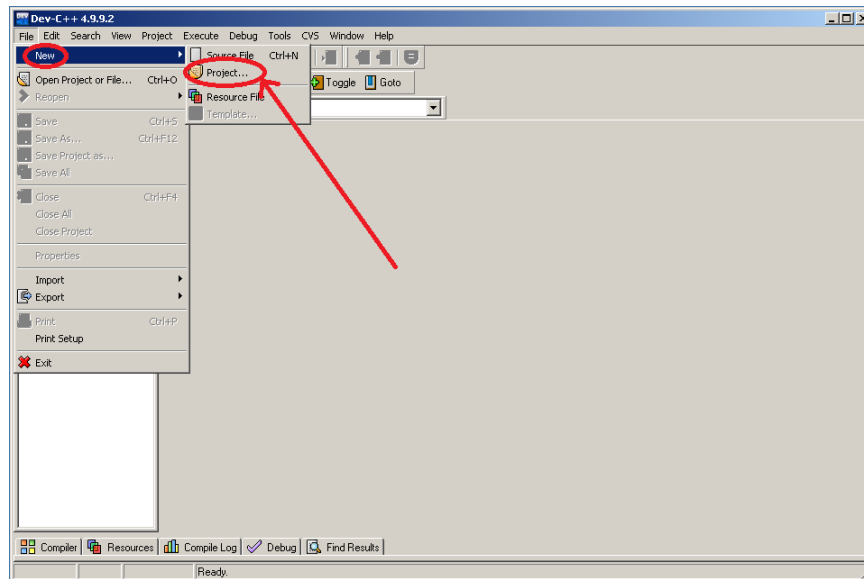 Dev-C++ 4.9.9.2
File Edit Search View Project Execute Debug Tools CVS Window Help
New
Source File Ctrl+N
Project...
Open Project or File... Ctrl+O
Toggle Goto
Reopen
Resource File
Template...
Save Ctrl+S
Save As... Ctrl+F12
Save Project as...
Save All
Close Ctrl+F4
Close All
Close Project
Properties
Import
Export
Print Ctrl+P
Print Setup
Exit
Compiler Resources Compile Log Debug Find Results
Ready.